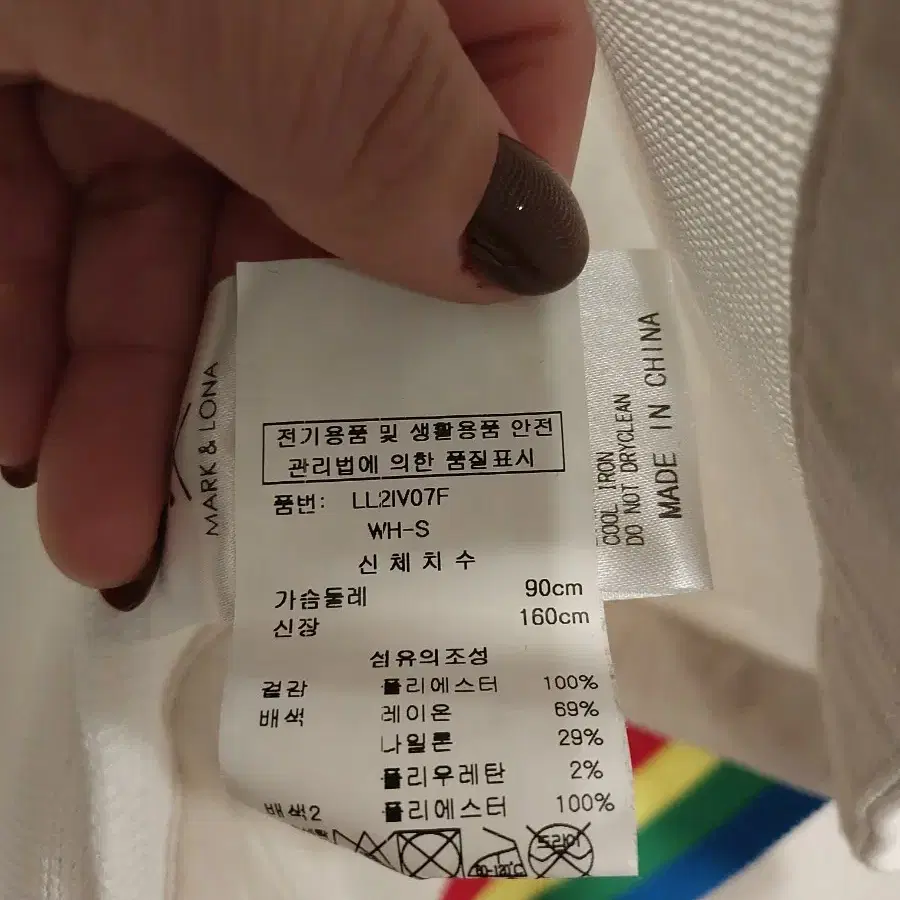 MARK & LONA
전기용품 및 생활용품 안전
관리법에 의한 품질표시
품번: LL2IV07F
WH-S
신체치수
가슴둘레 90cm
신장 160cm
섬유의조성
겉감 폴리에스터 100%
배색 레이온 69%
나일론 29%
폴리우레탄 2%
배색2 폴리에스터 100%
드라이
COOL IRON
DO NOT DRYCLEAN
MADE IN CHINA